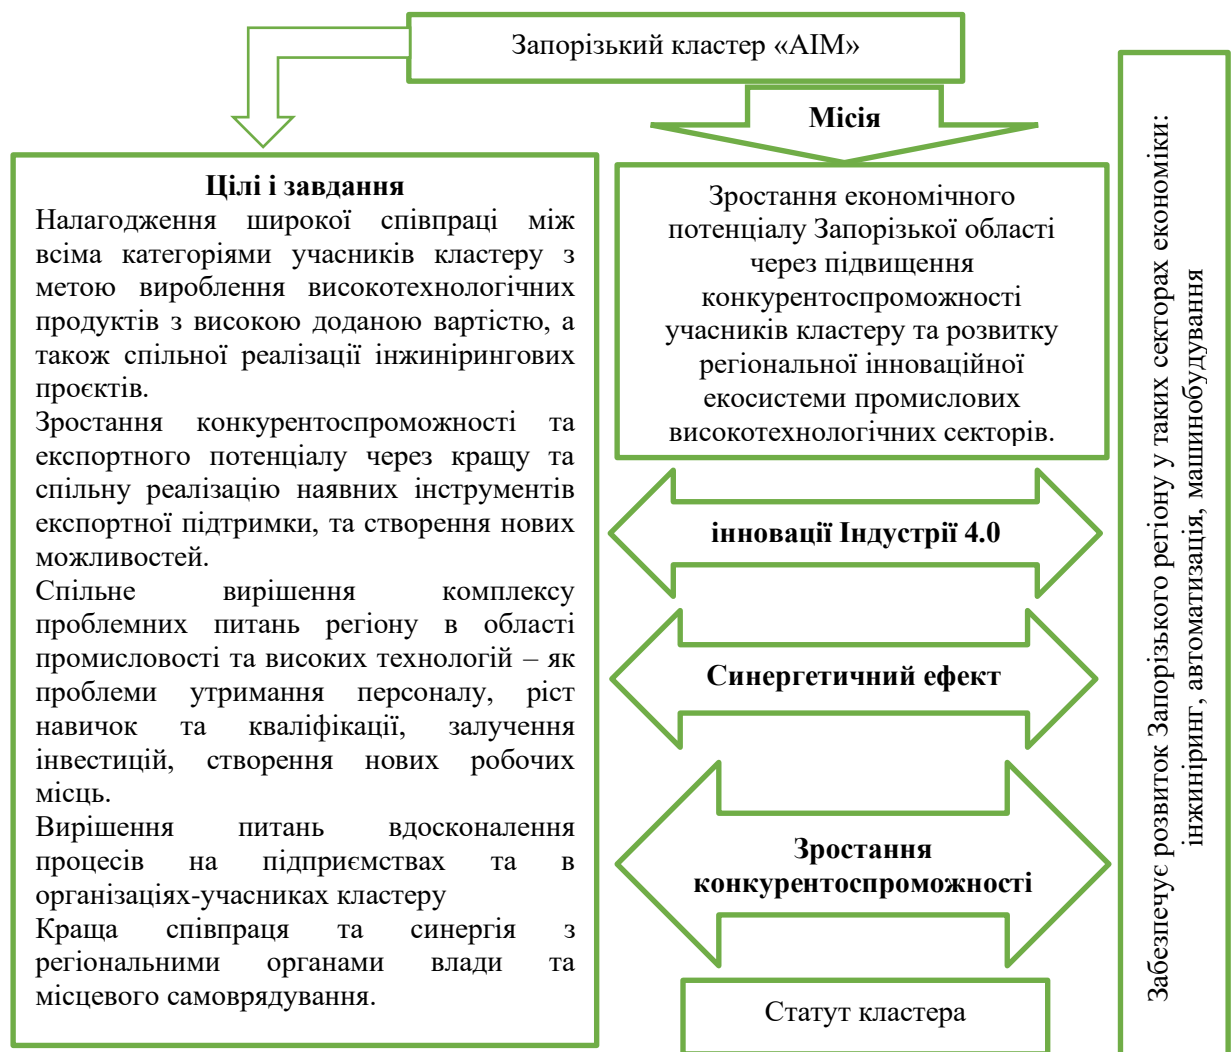 Запорізький кластер «АІМ»
Місія
Цілі і завдання
Налагодження широкої співпраці між
всіма категоріями учасників кластеру з
метою вироблення високотехнологічних
продуктів з високою доданою вартістю, а
також спільної реалізації інжинірингових
проєктів.
Зростання конкурентоспроможності та
експортного потенціалу через кращу та
спільну реалізацію наявних інструментів
експортної підтримки, та створення нових
можливостей.
Спільне вирішення комплексу
проблемних питань регіону в області
промисловості та високих технологій – як
проблеми утримання персоналу, ріст
навичок та кваліфікації, залучення
інвестицій, створення нових робочих
місць.
Вирішення питань вдосконалення
процесів на підприємствах та в
організаціях-учасниках кластеру
Краща співпраця та синергія з
регіональними органами влади та
місцевого самоврядування.
Зростання економічного
потенціалу Запорізької області
через підвищення
конкурентоспроможності
учасників кластеру та розвитку
регіональної інноваційної
екосистеми промислових
високотехнологічних секторів.
інновації Індустрії 4.0
Синергетичний ефект
Зростання
конкурентоспроможності
Статут кластера
Забезпечує розвиток Запорізького регіону у таких секторах економіки:
інжиніринг, автоматизація, машинобудування